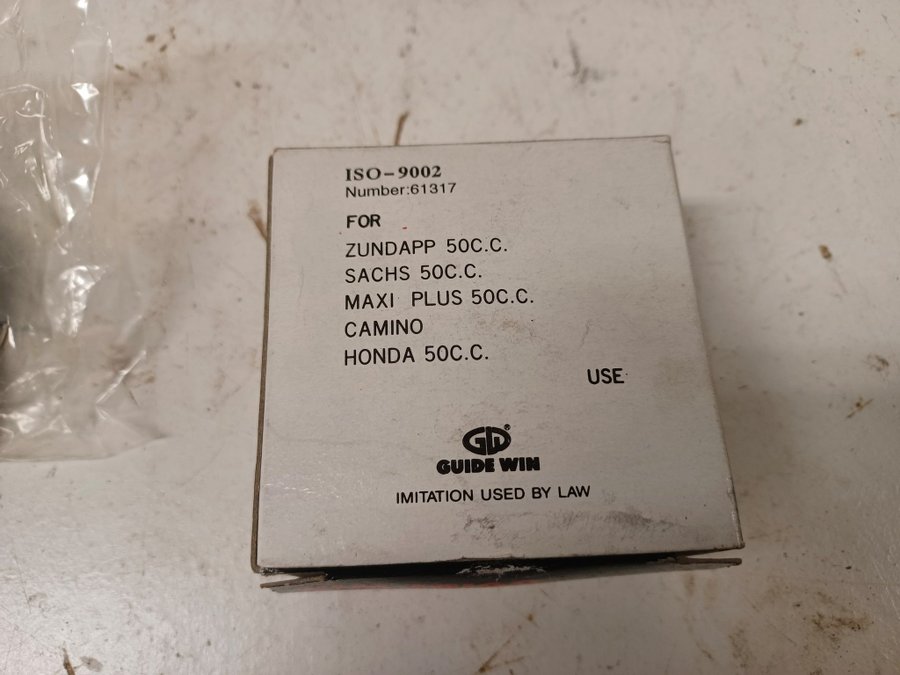 ISO-9002
Number:61317
FOR
ZUNDAPP 50C.C.
SACHS 50C.C.
MAXI PLUS 50C.C.
CAMINO
HONDA 50C.C.
USE
GW®
GUIDE WIN
IMITATION USED BY LAW